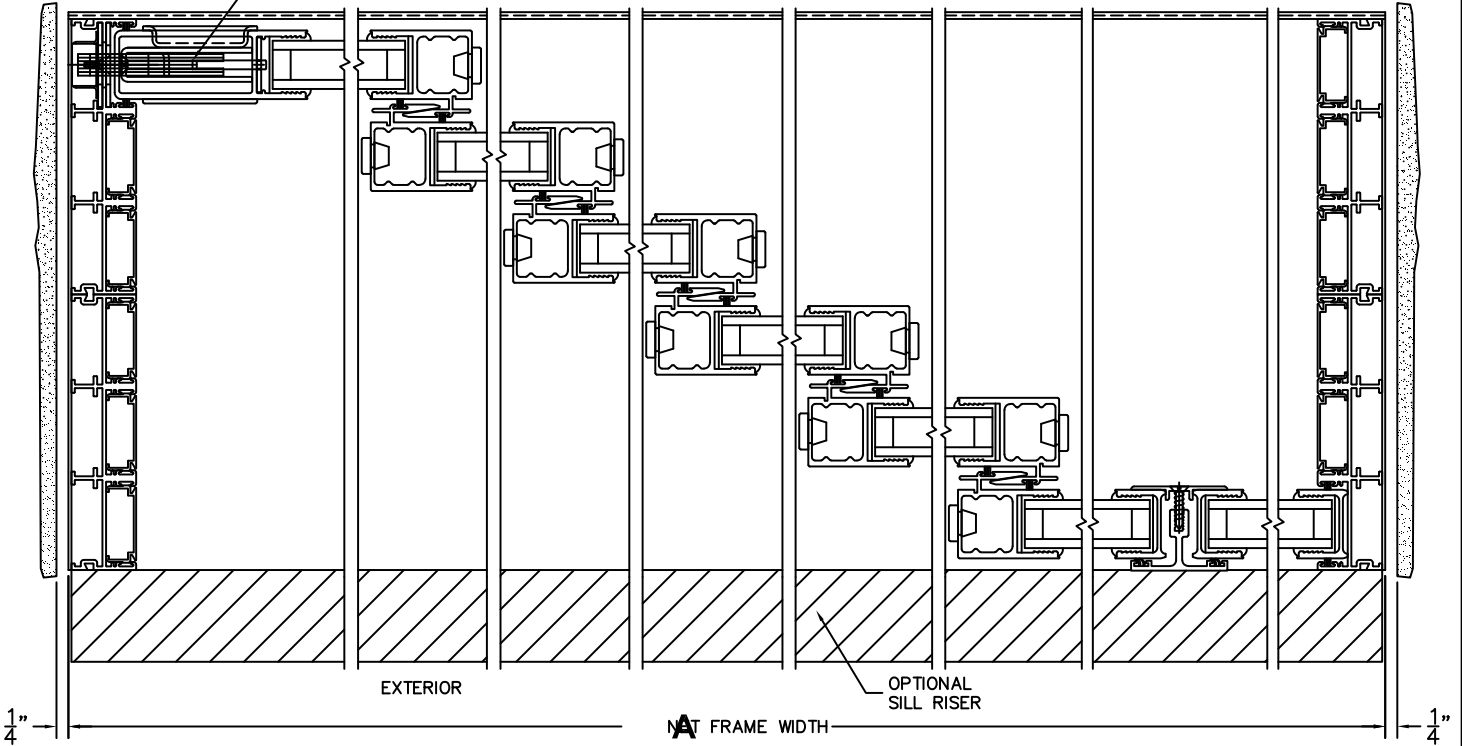 EXTERIOR
OPTIONAL
SILL RISER
1/4" A FRAME WIDTH 1/4"